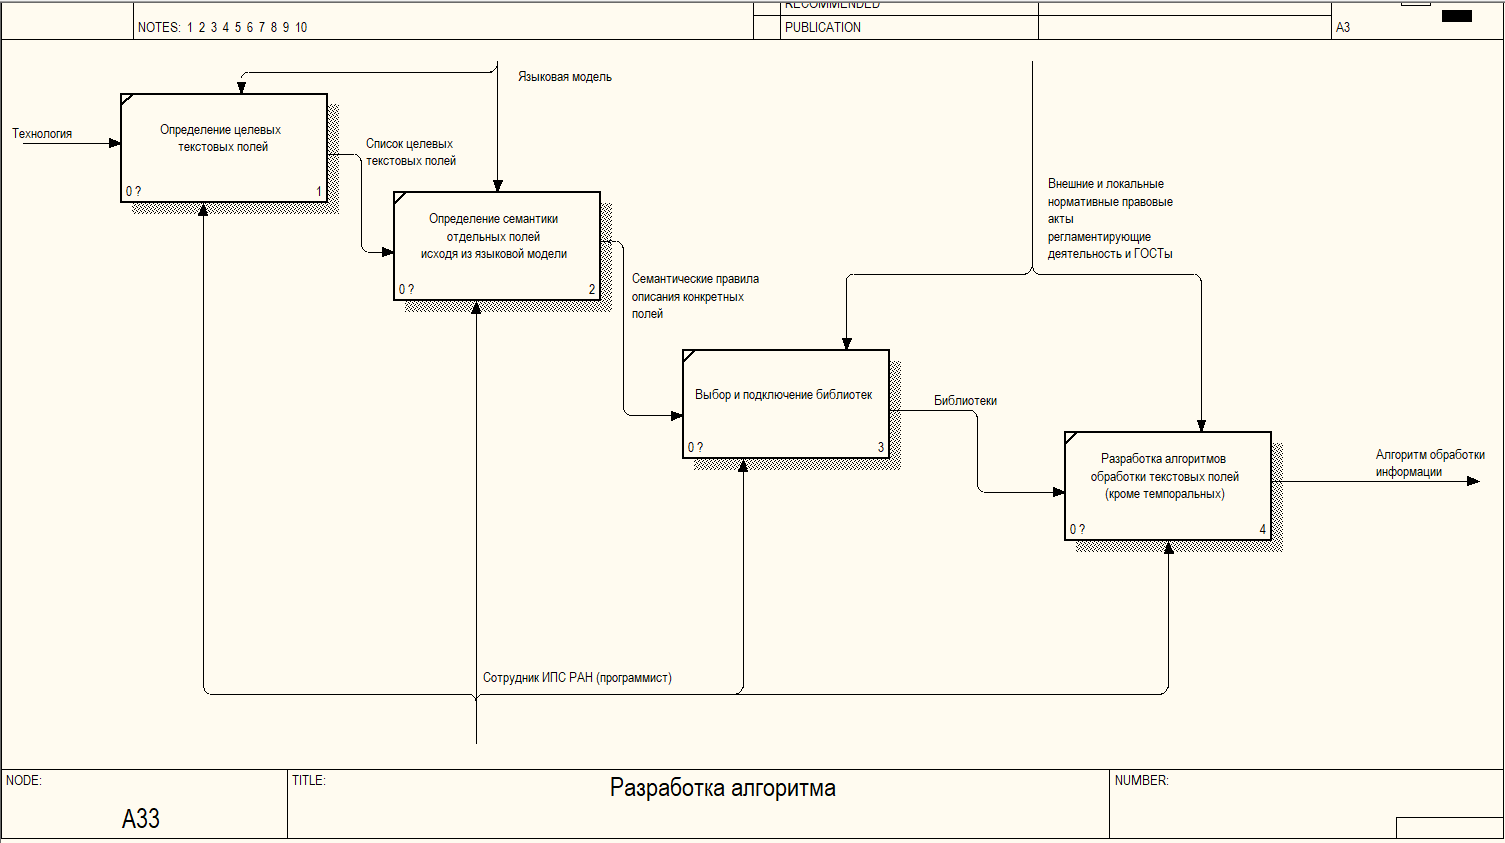 RECOMMENDED
NOTES: 1 2 3 4 5 6 7 8 9 10
PUBLICATION
A3
Языковая модель
Технология
Определение целевых
текстовых полей
0 ?
1
Список целевых
текстовых полей
Определение семантики
отдельных полей
исходя из языковой модели
0 ?
2
Внешние и локальные
нормативные правовые
акты
регламентирующие
деятельность и ГОСТы
Семантические правила
описания конкретных
полей
Выбор и подключение библиотек
0 ?
3
Библиотеки
Разработка алгоритмов
обработки текстовых полей
(кроме темпоральных)
0 ?
4
Алгоритм обработки
информации
Сотрудник ИПС РАН (программист)
NODE:
A33
TITLE:
Разработка алгоритма
NUMBER: